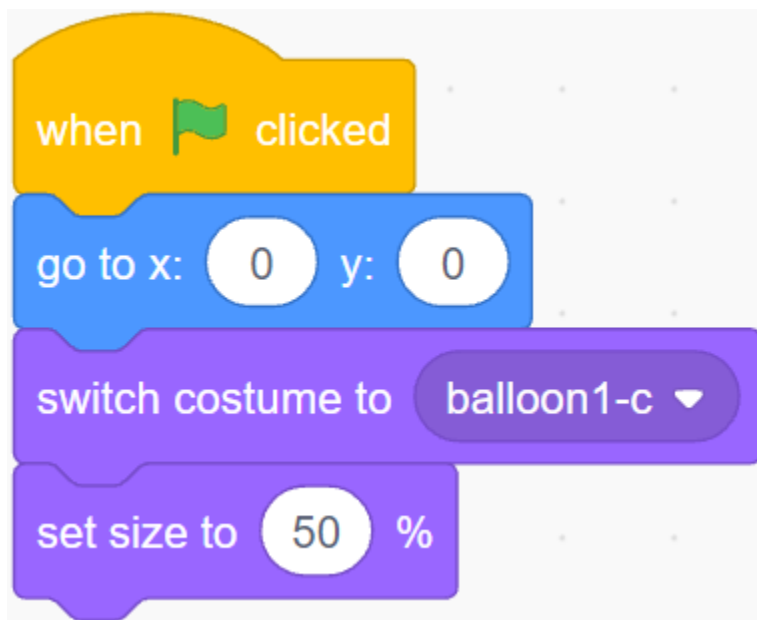 when clicked
go to x: 0 y: 0
switch costume to balloon1-c
set size to 50 %